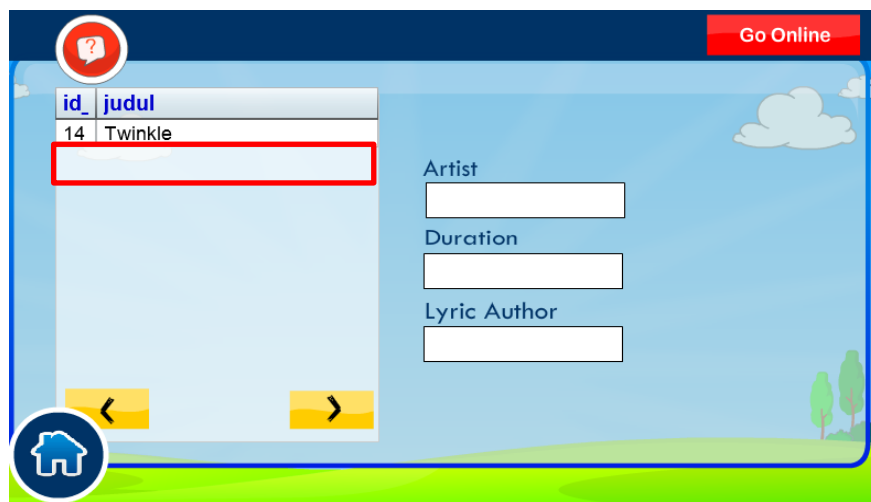 ?
Go Online
id_ judul
14 Twinkle
Artist
Duration
Lyric Author